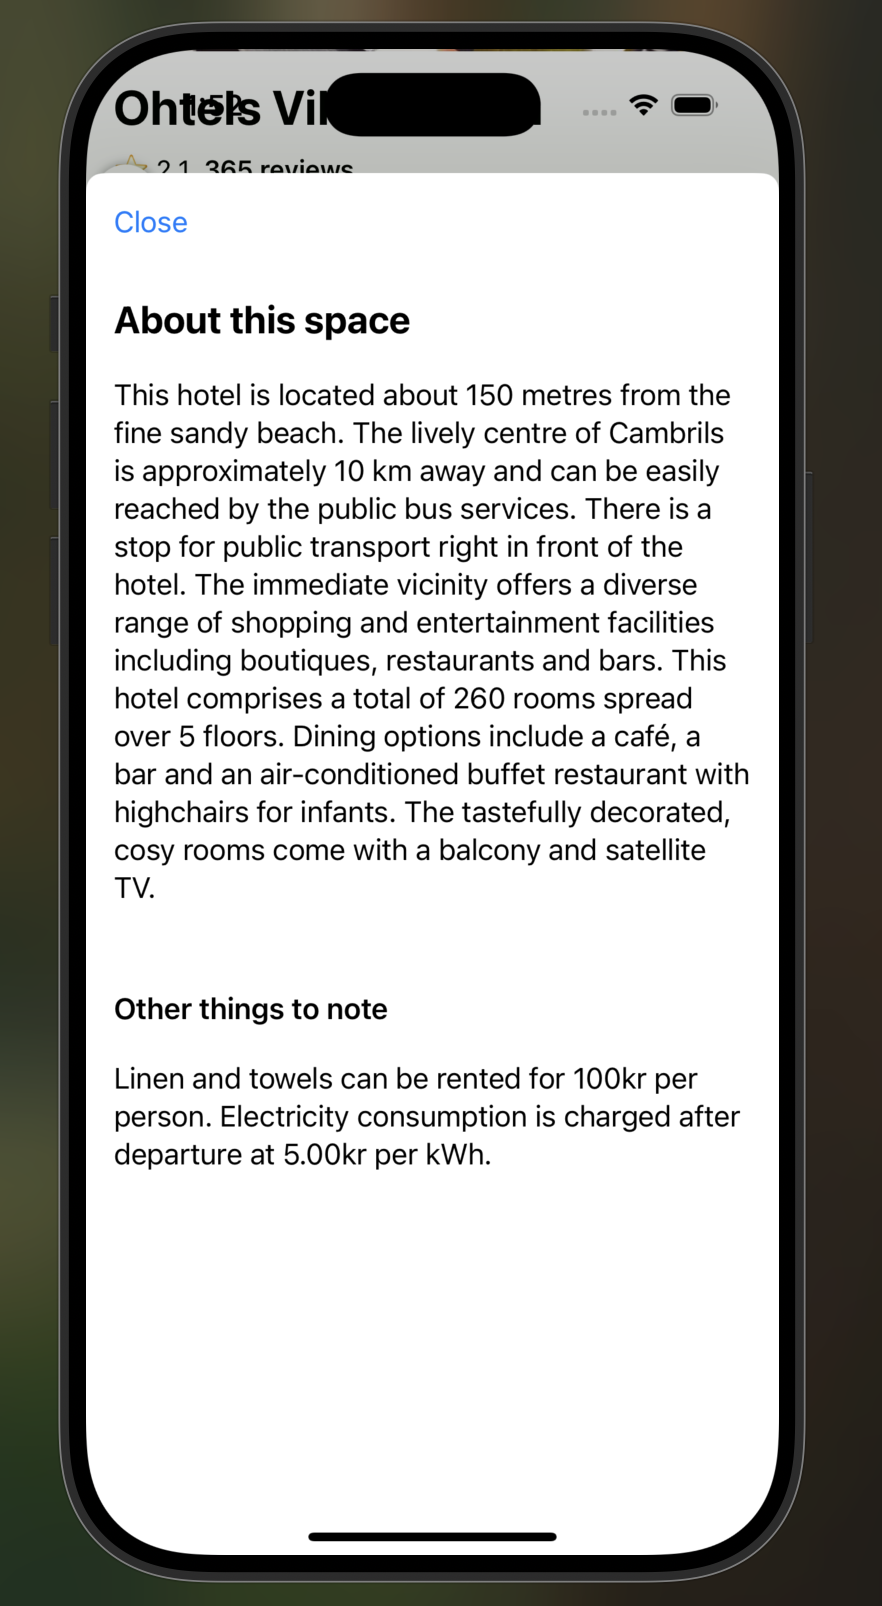 Ohtels Vil
2.1 365 reviews
Close
About this space
This hotel is located about 150 metres from the
fine sandy beach. The lively centre of Cambrils
is approximately 10 km away and can be easily
reached by the public bus services. There is a
stop for public transport right in front of the
hotel. The immediate vicinity offers a diverse
range of shopping and entertainment facilities
including boutiques, restaurants and bars. This
hotel comprises a total of 260 rooms spread
over 5 floors. Dining options include a café, a
bar and an air-conditioned buffet restaurant with
highchairs for infants. The tastefully decorated,
cosy rooms come with a balcony and satellite
TV.
Other things to note
Linen and towels can be rented for 100kr per
person. Electricity consumption is charged after
departure at 5.00kr per kWh.